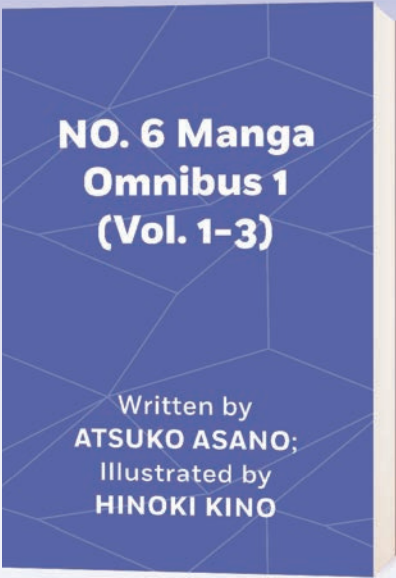 NO. 6 Manga
Omnibus 1
(Vol. 1–3)
Written by
ATSUKO ASANO;
Illustrated by
HINOKI KINO